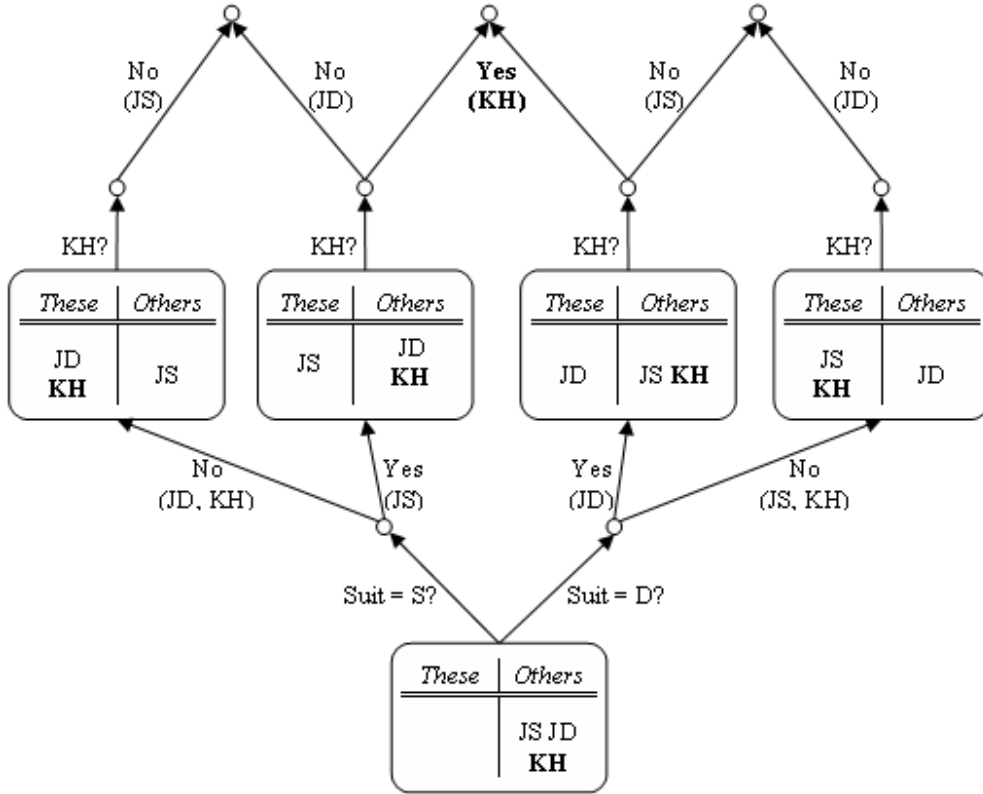 No
(JS)
No
(JD)
Yes
(KH)
No
(JS)
No
(JD)
KH?
KH?
KH?
KH?
These Others
JD
KH
JS
These Others
JS
JD
KH
These Others
JD
JS KH
These Others
JS
KH
JD
No
(JD, KH)
Yes
(JS)
Yes
(JD)
No
(JS, KH)
Suit = S?
Suit = D?
These Others
JS JD
KH